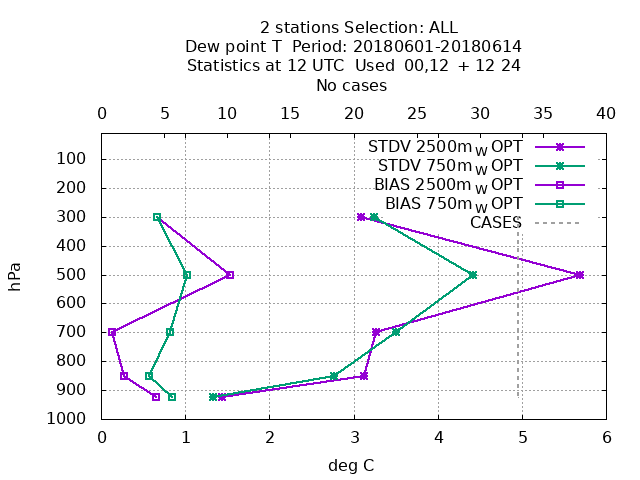 2 stations Selection: ALL
Dew point T  Period: 20180601-20180614
Statistics at 12 UTC  Used  00,12  + 12 24
No cases
0 5 10 15 20 25 30 35 40
STDV 2500m W OPT
STDV 750m W OPT
BIAS 2500m W OPT
BIAS 750m W OPT
CASES
100
200
300
400
500
600
700
800
900
1000
hPa
0 1 2 3 4 5 6
deg C